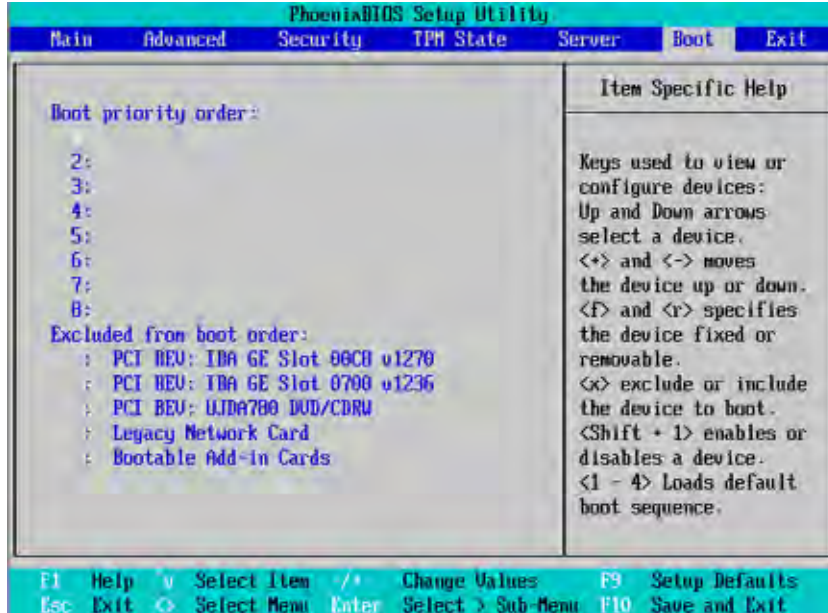 PhoenixBIOS Setup Utility
Main Advanced Security TPM State Server Boot Exit
Boot priority order:
2:
3:
4:
5:
6:
7:
8:
Excluded from boot order:
: PCI BEV: IBA GE Slot 00C8 v1270
: PCI BEV: IBA GE Slot 0700 v1236
: PCI BEV: UJDA780 DVD/CDRW
: Legacy Network Card
: Bootable Add-in Cards
Item Specific Help
Keys used to view or
configure devices:
Up and Down arrows
select a device.
<+> and <-> moves
the device up or down.
<f> and <r> specifies
the device fixed or
removable.
<x> exclude or include
the device to boot.
<Shift + 1> enables or
disables a device.
<1 - 4> Loads default
boot sequence.
F1 Help Select Item Change Values F9 Setup Defaults
Esc Exit <> Select Menu Enter Select > Sub-Menu F10 Save and Exit